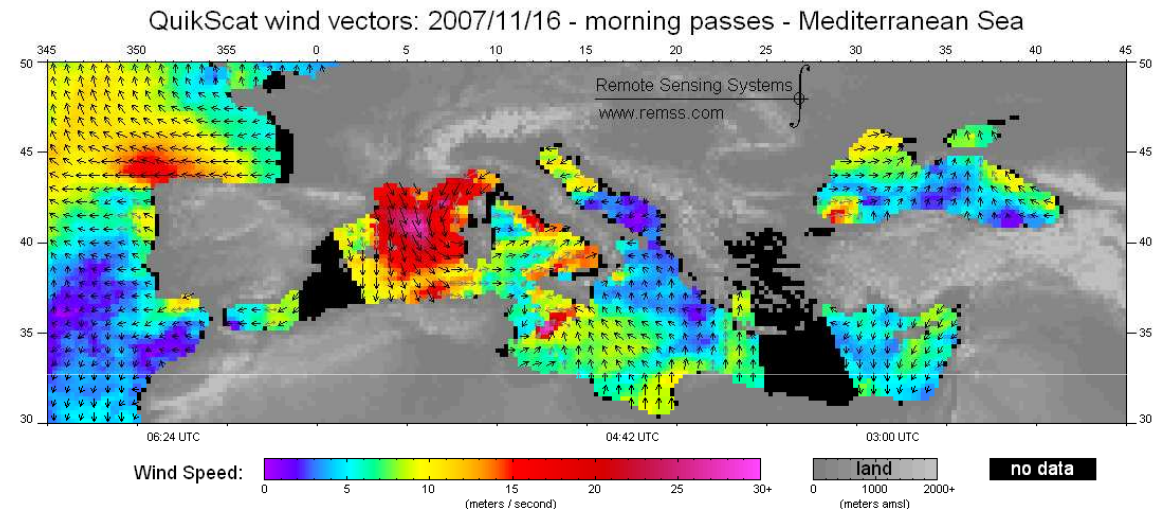 QuikScat wind vectors: 2007/11/16 - morning passes - Mediterranean Sea
345 350 355 0 5 10 15 20 25 30 35 40 45
50 50
Remote Sensing Systems
www.remss.com
45 45
40 40
35 35
30 30
06:24 UTC 04:42 UTC 03:00 UTC
Wind Speed: land no data
0 5 10 15 20 25 30+ 0 1000 2000+
(meters / second) (meters amsl)